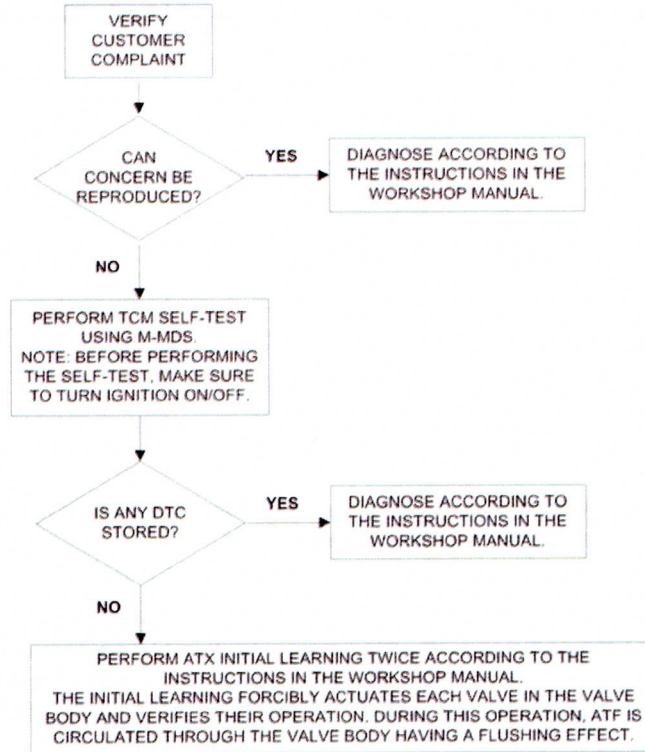 VERIFY
CUSTOMER
COMPLAINT
CAN
CONCERN BE
REPRODUCED?
YES
DIAGNOSE ACCORDING TO
THE INSTRUCTIONS IN THE
WORKSHOP MANUAL.
NO
PERFORM TCM SELF-TEST
USING M-MDS.
NOTE: BEFORE PERFORMING
THE SELF-TEST, MAKE SURE
TO TURN IGNITION ON/OFF.
IS ANY DTC
STORED?
YES
DIAGNOSE ACCORDING TO
THE INSTRUCTIONS IN THE
WORKSHOP MANUAL.
NO
PERFORM ATX INITIAL LEARNING TWICE ACCORDING TO THE
INSTRUCTIONS IN THE WORKSHOP MANUAL.
THE INITIAL LEARNING FORCIBLY ACTUATES EACH VALVE IN THE VALVE
BODY AND VERIFIES THEIR OPERATION. DURING THIS OPERATION, ATF IS
CIRCULATED THROUGH THE VALVE BODY HAVING A FLUSHING EFFECT.